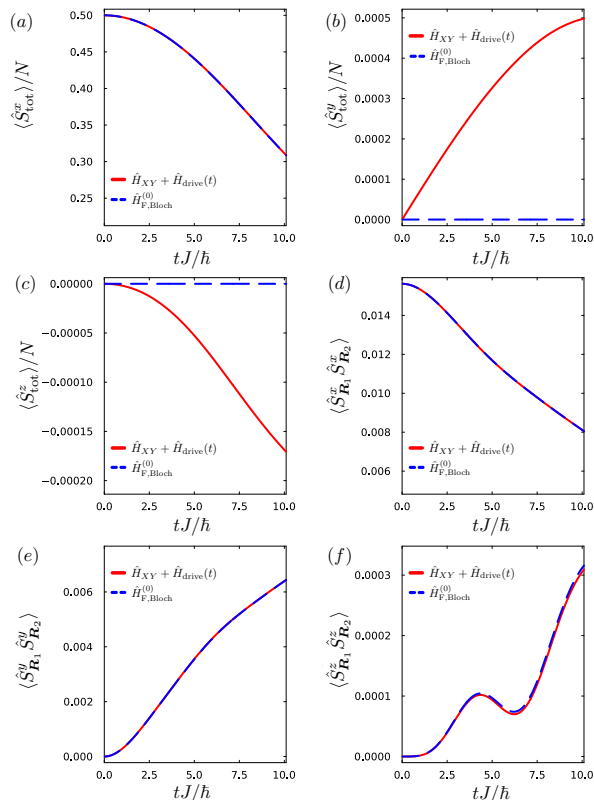 (a)
0.50
0.45
0.40
0.35
0.30
0.25
⟨Ŝ^x_tot⟩/N
Ĥ_XY + Ĥ_drive(t)
Ĥ^(0)_F,Bloch
0.0 2.5 5.0 7.5 10.0
tJ/ħ
(b)
0.0005
0.0004
0.0003
0.0002
0.0001
0.0000
⟨Ŝ^y_tot⟩/N
Ĥ_XY + Ĥ_drive(t)
Ĥ^(0)_F,Bloch
0.0 2.5 5.0 7.5 10.0
tJ/ħ
(c)
0.00000
−0.00005
−0.00010
−0.00015
−0.00020
⟨Ŝ^z_tot⟩/N
Ĥ_XY + Ĥ_drive(t)
Ĥ^(0)_F,Bloch
0.0 2.5 5.0 7.5 10.0
tJ/ħ
(d)
0.014
0.012
0.010
0.008
0.006
⟨Ŝ^x_R₁ Ŝ^x_R₂⟩
Ĥ_XY + Ĥ_drive(t)
Ĥ^(0)_F,Bloch
0.0 2.5 5.0 7.5 10.0
tJ/ħ
(e)
0.006
0.004
0.002
0.000
⟨Ŝ^y_R₁ Ŝ^y_R₂⟩
Ĥ_XY + Ĥ_drive(t)
Ĥ^(0)_F,Bloch
0.0 2.5 5.0 7.5 10.0
tJ/ħ
(f)
0.0003
0.0002
0.0001
0.0000
⟨Ŝ^z_R₁ Ŝ^z_R₂⟩
Ĥ_XY + Ĥ_drive(t)
Ĥ^(0)_F,Bloch
0.0 2.5 5.0 7.5 10.0
tJ/ħ